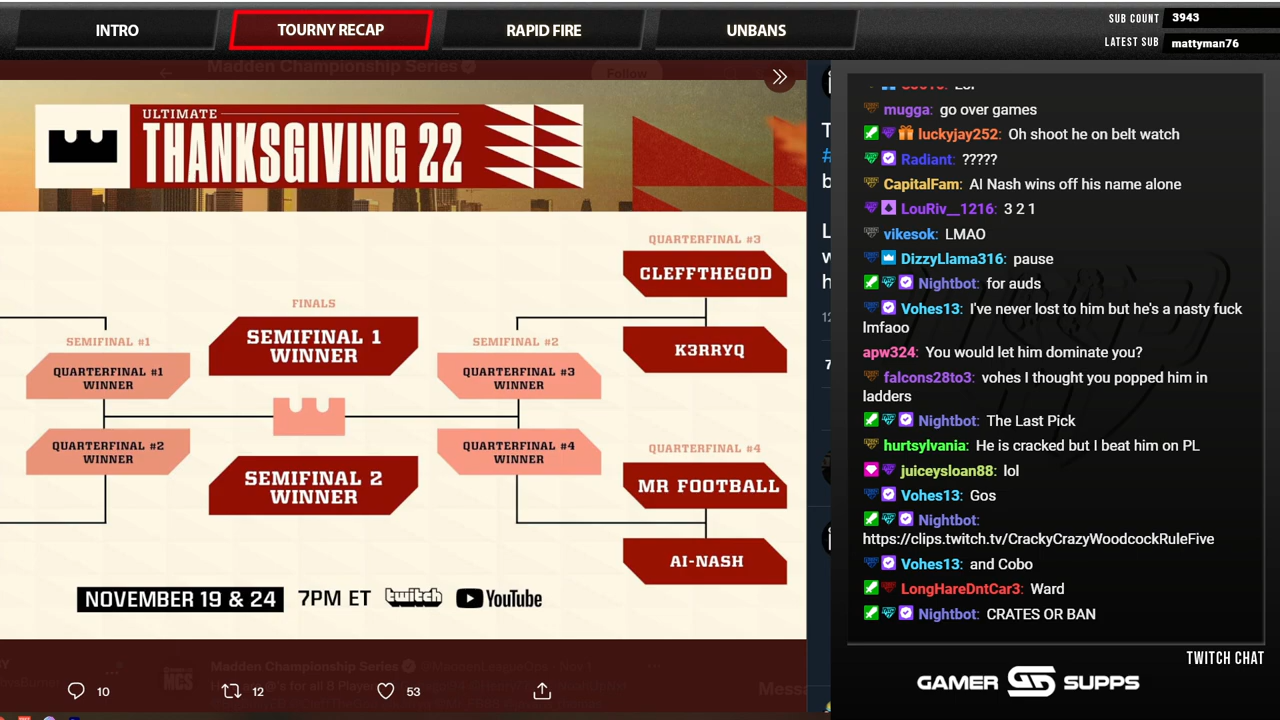 INTRO
TOURNY RECAP
RAPID FIRE
UNBANS
SUB COUNT 3943
LATEST SUB mattyman76
Madden Championship Series
Follow
ULTIMATE
THANKSGIVING 22
QUARTERFINAL #3
CLEFFTHEGOD
K3RRYQ
FINALS
SEMIFINAL 1
WINNER
SEMIFINAL #1
QUARTERFINAL #1
WINNER
QUARTERFINAL #2
WINNER
SEMIFINAL #2
QUARTERFINAL #3
WINNER
QUARTERFINAL #4
WINNER
SEMIFINAL 2
WINNER
QUARTERFINAL #4
MR FOOTBALL
AI-NASH
NOVEMBER 19 & 24 7PM ET twitch YouTube
Madden Championship Series
MCS
10
12
53
mugga: go over games
luckyjay252: Oh shoot he on belt watch
Radiant: ?????
CapitalFam: AI Nash wins off his name alone
LouRiv__1216: 3 2 1
vikesok: LMAO
DizzyLlama316: pause
Nightbot: for auds
Vohes13: I've never lost to him but he's a nasty fuck
lmfaoo
apw324: You would let him dominate you?
falcons28to3: vohes I thought you popped him in
ladders
Nightbot: The Last Pick
hurtsylvania: He is cracked but I beat him on PL
juiceysloan88: lol
Vohes13: Gos
Nightbot:
https://clips.twitch.tv/CrackyCrazyWoodcockRuleFive
Vohes13: and Cobo
LongHareDntCar3: Ward
Nightbot: CRATES OR BAN
TWITCH CHAT
GAMER SUPPS